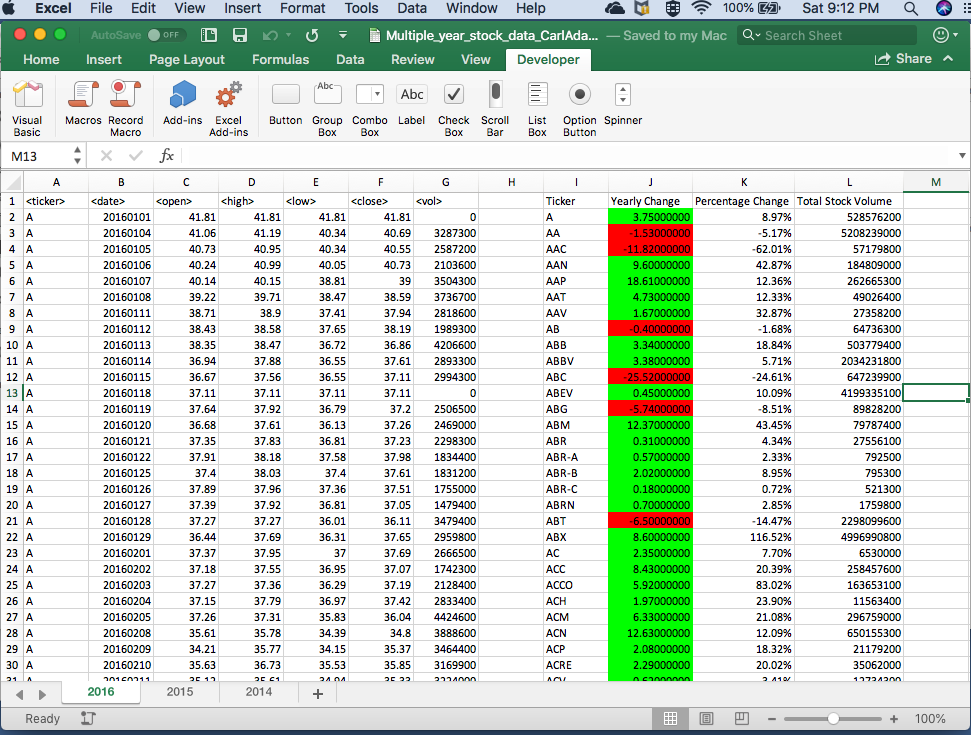 Excel File Edit View Insert Format Tools Data Window Help 100% Sat 9:12 PM
AutoSave OFF Multiple_year_stock_data_CarlAda... — Saved to my Mac Search Sheet
Home Insert Page Layout Formulas Data Review View Developer Share
Visual Basic Macros Record Macro Add-ins Excel Add-ins Button Group Box Combo Box Label Check Box Scroll Bar List Box Option Button Spinner
Abc Abc
M13 fx
A B C D E F G H I J K L M
1 <ticker> <date> <open> <high> <low> <close> <vol> Ticker Yearly Change Percentage Change Total Stock Volume
2 A 20160101 41.81 41.81 41.81 41.81 0 A 3.75000000 8.97% 528576200
3 A 20160104 41.06 41.19 40.34 40.69 3287300 AA -1.53000000 -5.17% 5208239000
4 A 20160105 40.73 40.95 40.34 40.55 2587200 AAC -11.82000000 -62.01% 57179800
5 A 20160106 40.24 40.99 40.05 40.73 2103600 AAN 9.60000000 42.87% 184809000
6 A 20160107 40.14 40.15 38.81 39 3504300 AAP 18.61000000 12.36% 262665300
7 A 20160108 39.22 39.71 38.47 38.59 3736700 AAT 4.73000000 12.33% 49026400
8 A 20160111 38.71 38.9 37.41 37.94 2818600 AAV 1.67000000 32.87% 27358200
9 A 20160112 38.43 38.58 37.65 38.19 1989300 AB -0.40000000 -1.68% 64736300
10 A 20160113 38.35 38.47 36.72 36.86 4206600 ABB 3.34000000 18.84% 503779400
11 A 20160114 36.94 37.88 36.55 37.61 2893300 ABBV 3.38000000 5.71% 2034231800
12 A 20160115 36.67 37.56 36.55 37.11 2994300 ABC -25.52000000 -24.61% 647239900
13 A 20160118 37.11 37.11 37.11 37.11 0 ABEV 0.45000000 10.09% 4199335100
14 A 20160119 37.64 37.92 36.79 37.2 2506500 ABG -5.74000000 -8.51% 89828200
15 A 20160120 36.68 37.61 36.13 37.26 2469000 ABM 12.37000000 43.45% 79787400
16 A 20160121 37.35 37.83 36.81 37.23 2298300 ABR 0.31000000 4.34% 27556100
17 A 20160122 37.91 38.18 37.58 37.98 1834400 ABR-A 0.57000000 2.33% 792500
18 A 20160125 37.4 38.03 37.4 37.61 1831200 ABR-B 2.02000000 8.95% 795300
19 A 20160126 37.89 37.96 37.36 37.51 1755000 ABR-C 0.18000000 0.72% 521300
20 A 20160127 37.39 37.92 36.81 37.05 1479400 ABRN 0.70000000 2.85% 1759800
21 A 20160128 37.27 37.27 36.01 36.11 3479400 ABT -6.50000000 -14.47% 2298099600
22 A 20160129 36.44 37.69 36.31 37.65 2959800 ABX 8.60000000 116.52% 4996990800
23 A 20160201 37.37 37.95 37 37.69 2666500 AC 2.35000000 7.70% 6530000
24 A 20160202 37.18 37.55 36.95 37.07 1742300 ACC 8.43000000 20.39% 258457600
25 A 20160203 37.27 37.36 36.29 37.19 2128400 ACCO 5.92000000 83.02% 163653100
26 A 20160204 37.15 37.79 36.97 37.42 2833400 ACH 1.97000000 23.90% 11563400
27 A 20160205 37.26 37.31 35.83 36.04 4424600 ACM 6.33000000 21.08% 296759000
28 A 20160208 35.61 35.78 34.39 34.8 3888600 ACN 12.63000000 12.09% 650155300
29 A 20160209 34.21 35.77 34.15 35.37 3464400 ACP 2.08000000 18.32% 21179200
30 A 20160210 35.63 36.73 35.53 35.85 3169900 ACRE 2.29000000 20.02% 35062000
2016 2015 2014
Ready 100%